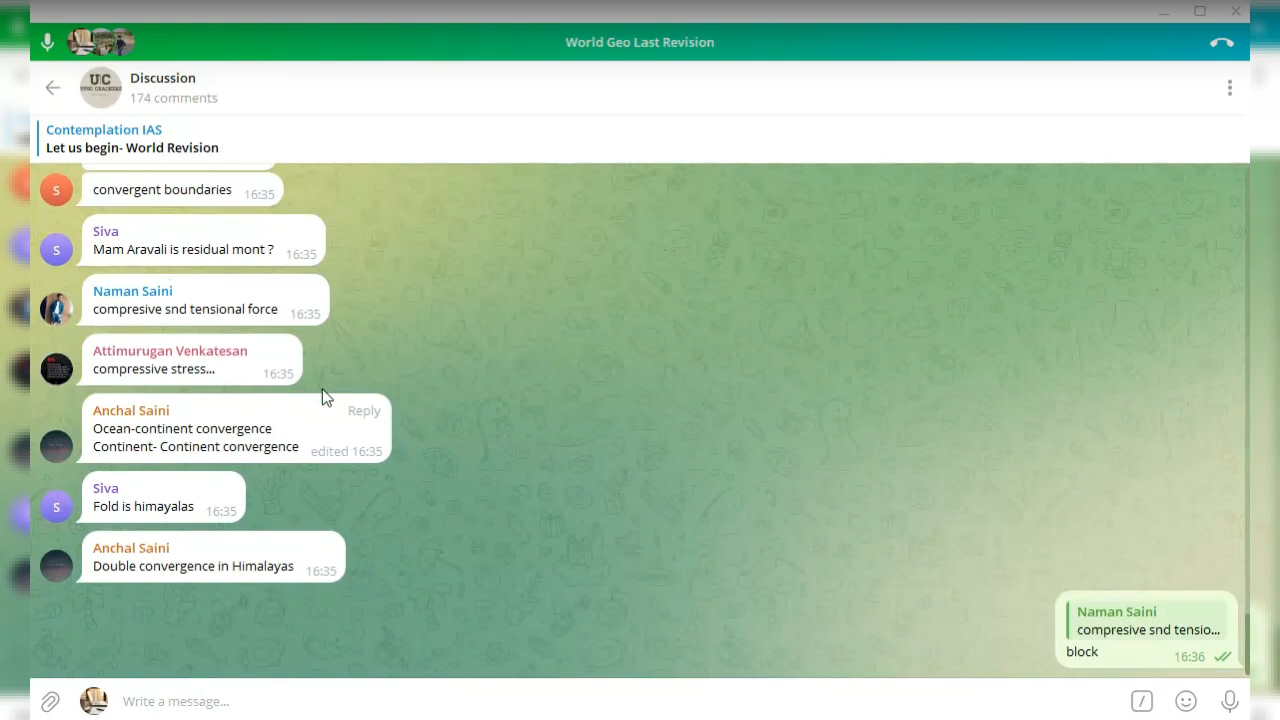 World Geo Last Revision
UC
UPSC CRACKERS
Discussion
174 comments
Contemplation IAS
Let us begin- World Revision
S
convergent boundaries 16:35
Siva
S
Mam Aravali is residual mont ? 16:35
Naman Saini
compresive snd tensional force 16:35
Attimurugan Venkatesan
compressive stress... 16:35
Anchal Saini Reply
Ocean-continent convergence
Continent- Continent convergence edited 16:35
Siva
S
Fold is himayalas 16:35
Anchal Saini
Double convergence in Himalayas 16:35
Naman Saini
compresive snd tensio...
block 16:36
Write a message...